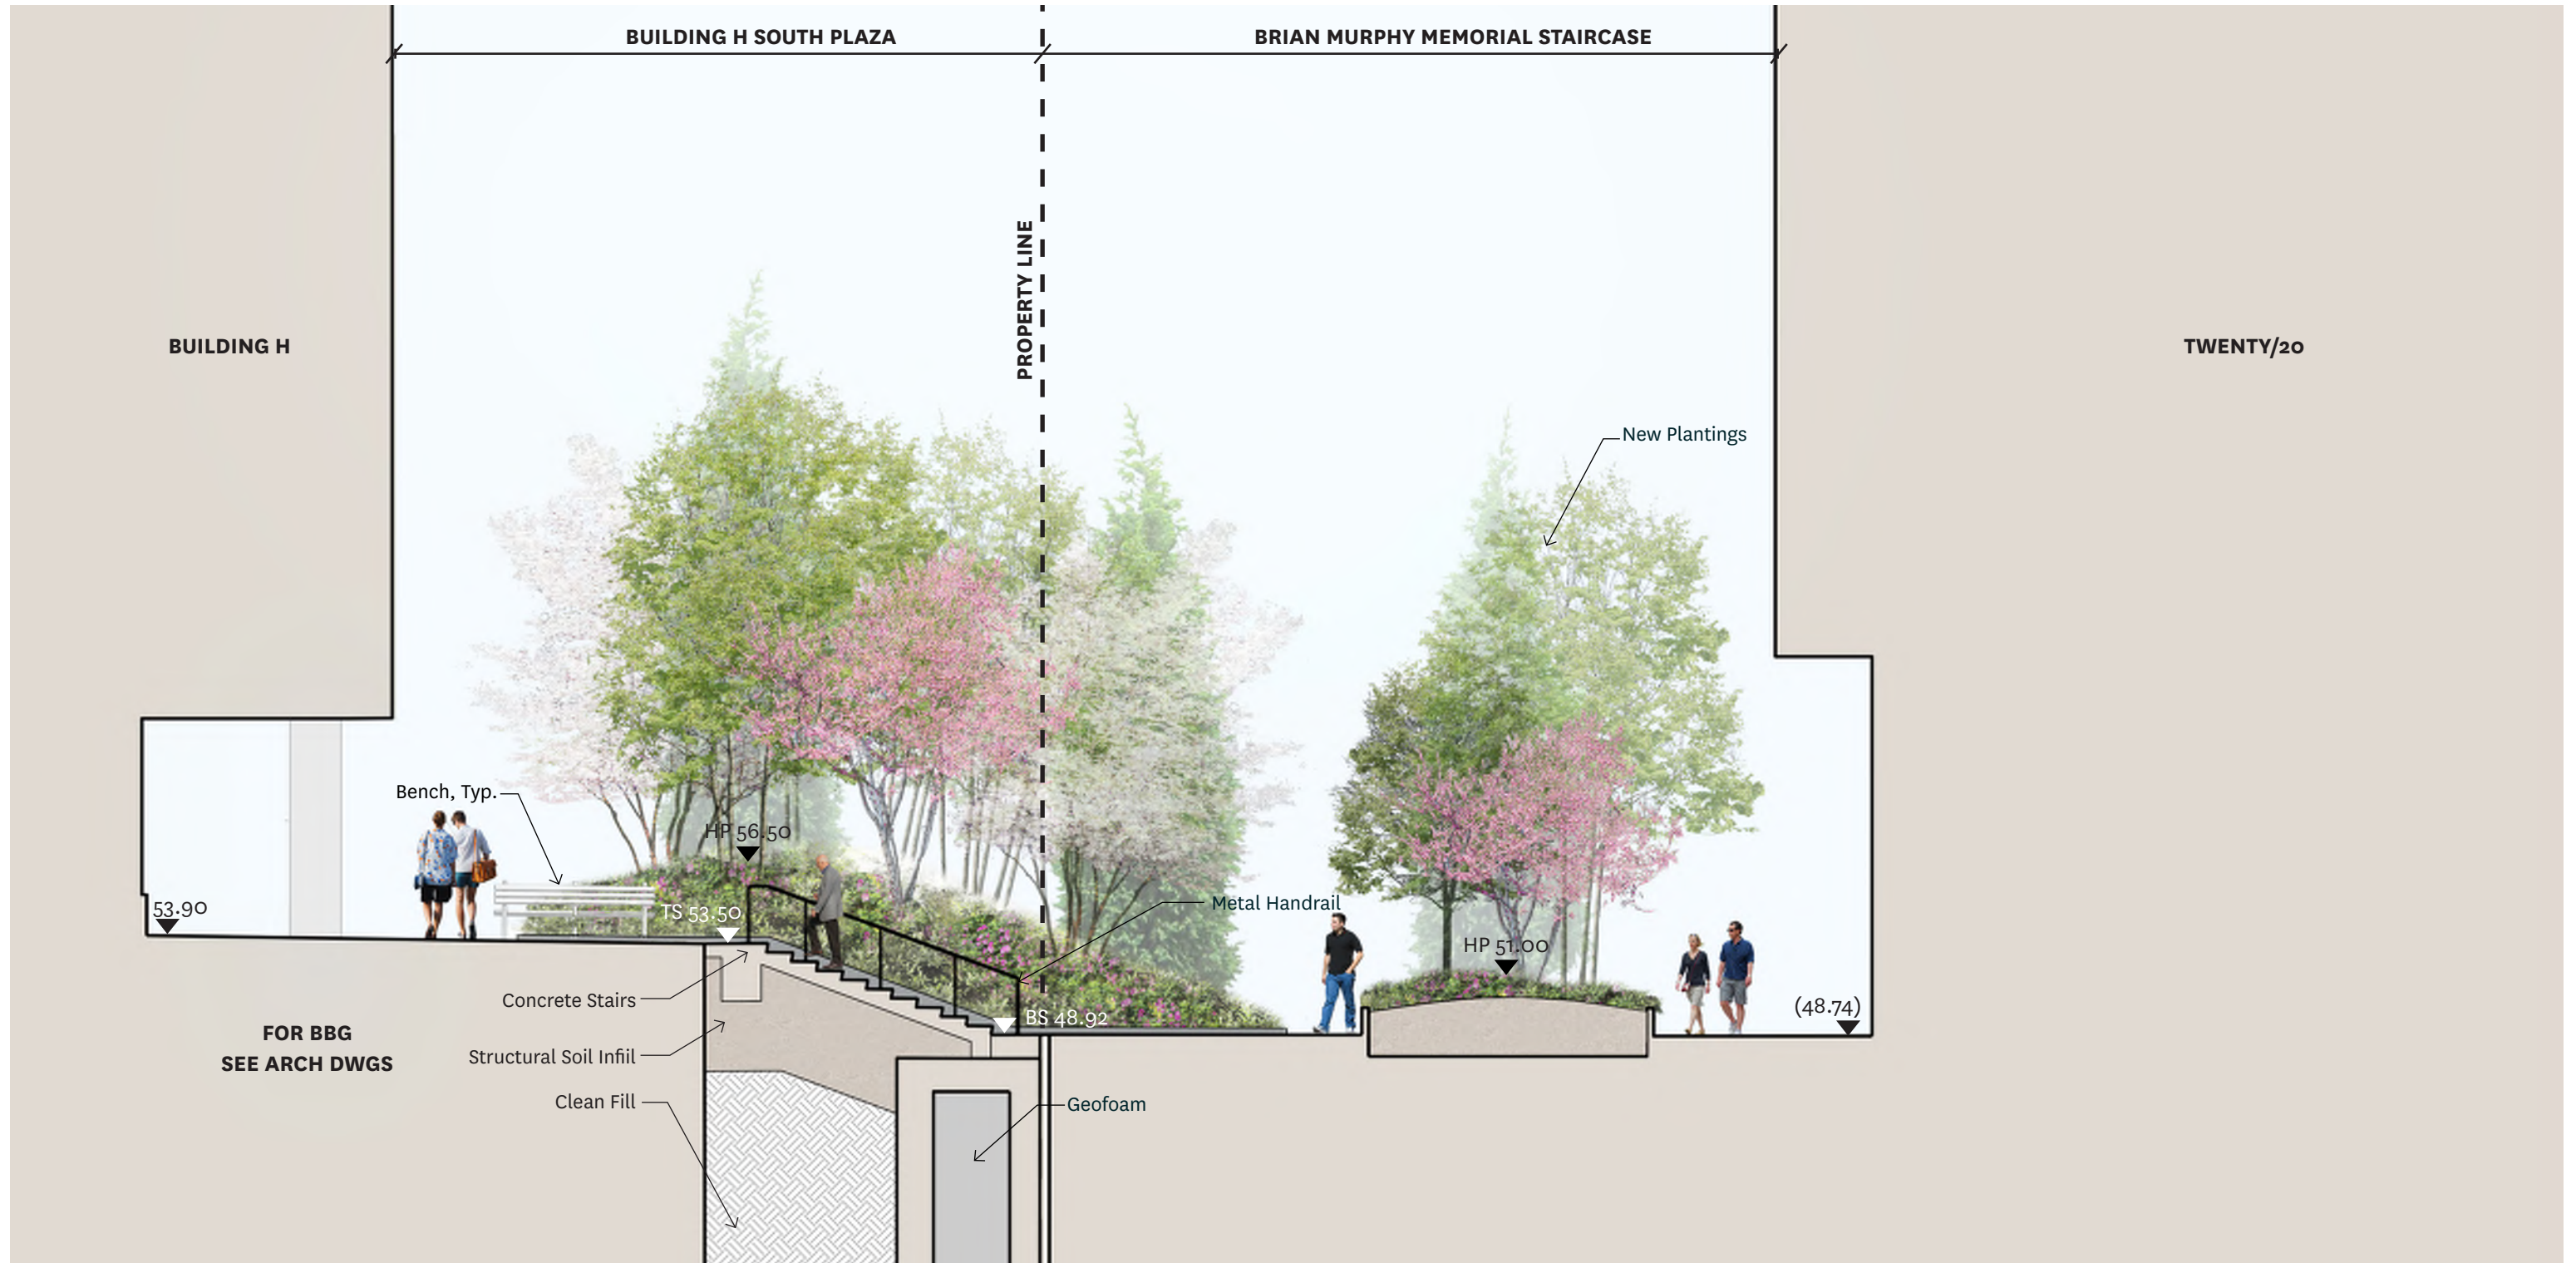 BUILDING H SOUTH PLAZA
BRIAN MURPHY MEMORIAL STAIRCASE
PROPERTY LINE
BUILDING H
TWENTY/20
New Plantings
Bench, Typ.
HP 56.50
53.90
TS 53.50
Metal Handrail
HP 51.00
Concrete Stairs
(48.74)
BS 48.92
FOR BBG
SEE ARCH DWGS
Structural Soil Infiil
Clean Fill
Geofoam